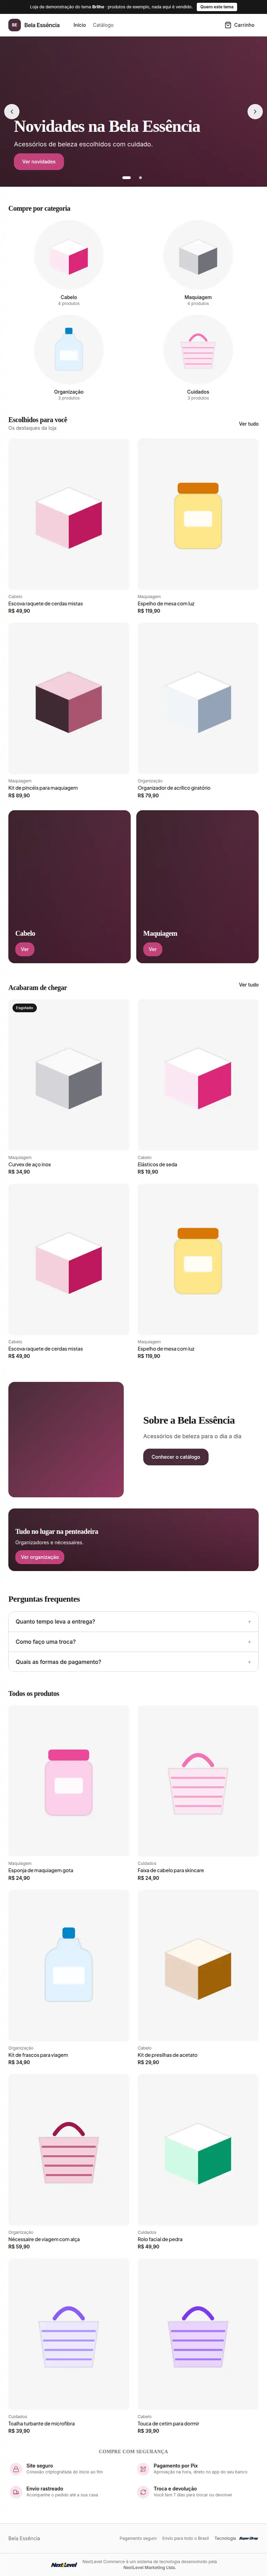 Loja de demonstração do tema Brilhe · produtos de exemplo, nada aqui é vendido.
Quero este tema
BE
Bela Essência
Início
Catálogo
Carrinho
Novidades na Bela Essência
Acessórios de beleza escolhidos com cuidado.
Ver novidades
Compre por categoria
Cabelo
4 produtos
Maquiagem
4 produtos
Organização
3 produtos
Cuidados
3 produtos
Escolhidos para você
Os destaques da loja
Ver tudo
Cabelo
Escova raquete de cerdas mistas
R$ 49,90
Maquiagem
Espelho de mesa com luz
R$ 119,90
Maquiagem
Kit de pincéis para maquiagem
R$ 89,90
Organização
Organizador de acrílico giratório
R$ 79,90
Cabelo
Ver
Maquiagem
Ver
Acabaram de chegar
Ver tudo
Esgotado
Maquiagem
Curvex de aço inox
R$ 34,90
Cabelo
Elásticos de seda
R$ 19,90
Cabelo
Escova raquete de cerdas mistas
R$ 49,90
Maquiagem
Espelho de mesa com luz
R$ 119,90
Sobre a Bela Essência
Acessórios de beleza para o dia a dia
Conhecer o catálogo
Tudo no lugar na penteadeira
Organizadores e nécessaires.
Ver organização
Perguntas frequentes
Quanto tempo leva a entrega?
+
Como faço uma troca?
+
Quais as formas de pagamento?
+
Todos os produtos
Maquiagem
Esponja de maquiagem gota
R$ 24,90
Cuidados
Faixa de cabelo para skincare
R$ 24,90
Organização
Kit de frascos para viagem
R$ 34,90
Cabelo
Kit de presilhas de acetato
R$ 29,90
Organização
Nécessaire de viagem com alça
R$ 59,90
Cuidados
Rolo facial de pedra
R$ 49,90
Cuidados
Toalha turbante de microfibra
R$ 39,90
Cabelo
Touca de cetim para dormir
R$ 39,90
COMPRE COM SEGURANÇA
Site seguro
Conexão criptografada do início ao fim
Pagamento por Pix
Aprovação na hora, direto no app do seu banco
Envio rastreado
Acompanhe o pedido até a sua casa
Troca e devolução
Você tem 7 dias para trocar ou devolver
Bela Essência
Pagamento seguro
Envio para todo o Brasil
Tecnologia
NextLevel
NextLevel Commerce é um sistema de tecnologia desenvolvido pela
NextLevel Marketing Ltda.